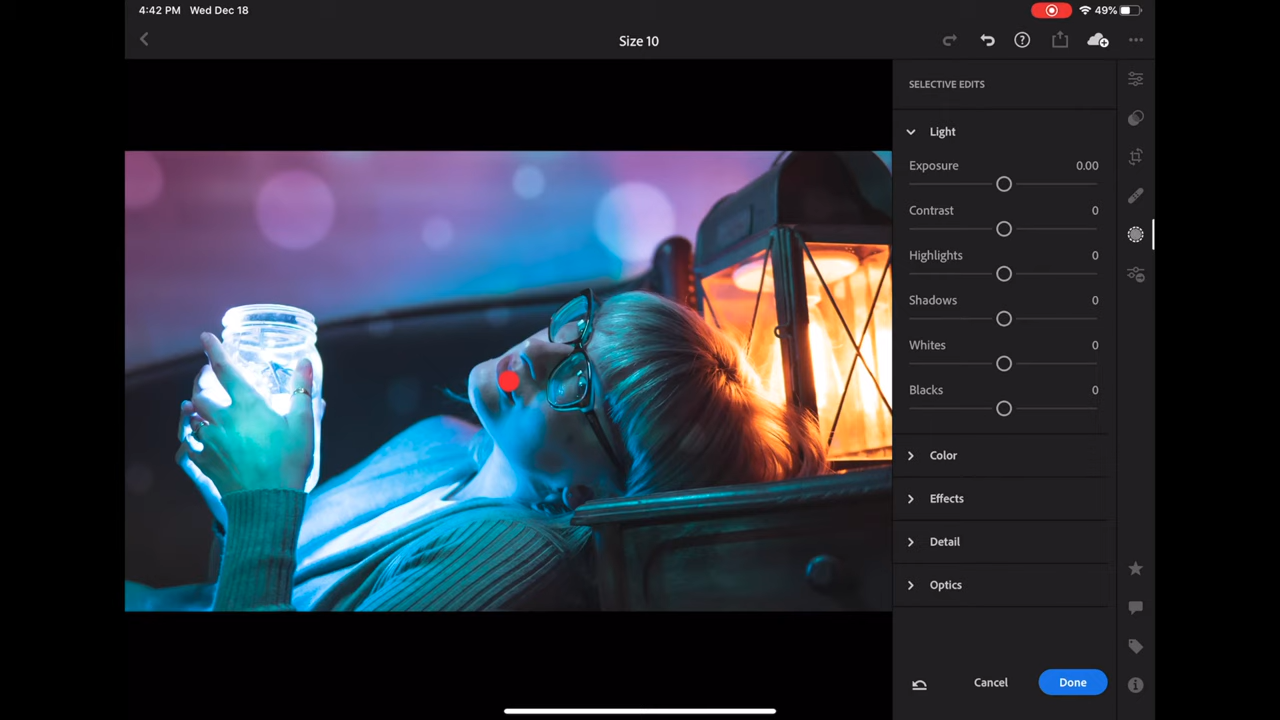 4:42 PM Wed Dec 18
49%
Size 10
SELECTIVE EDITS
Light
Exposure 0.00
Contrast 0
Highlights 0
Shadows 0
Whites 0
Blacks 0
Color
Effects
Detail
Optics
Cancel Done